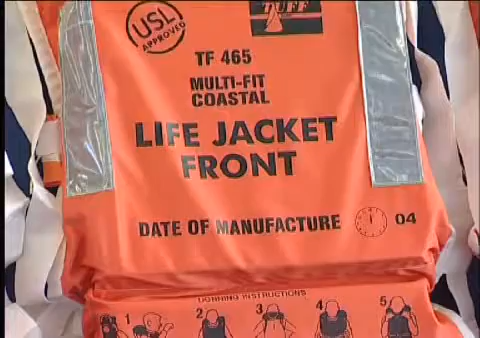 USL
APPROVED
TUFF
TF 465
MULTI-FIT
COASTAL
LIFE JACKET
FRONT
DATE OF MANUFACTURE 04
DONNING INSTRUCTIONS
1 2 3 4 5